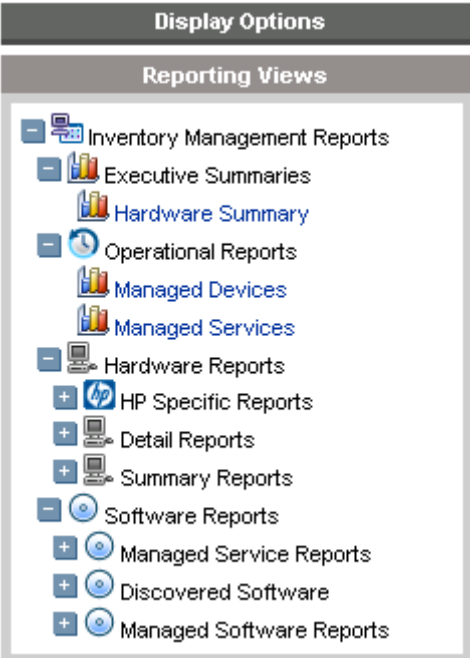 Display Options
Reporting Views
Inventory Management Reports
Executive Summaries
Hardware Summary
Operational Reports
Managed Devices
Managed Services
Hardware Reports
hp HP Specific Reports
Detail Reports
Summary Reports
Software Reports
Managed Service Reports
Discovered Software
Managed Software Reports